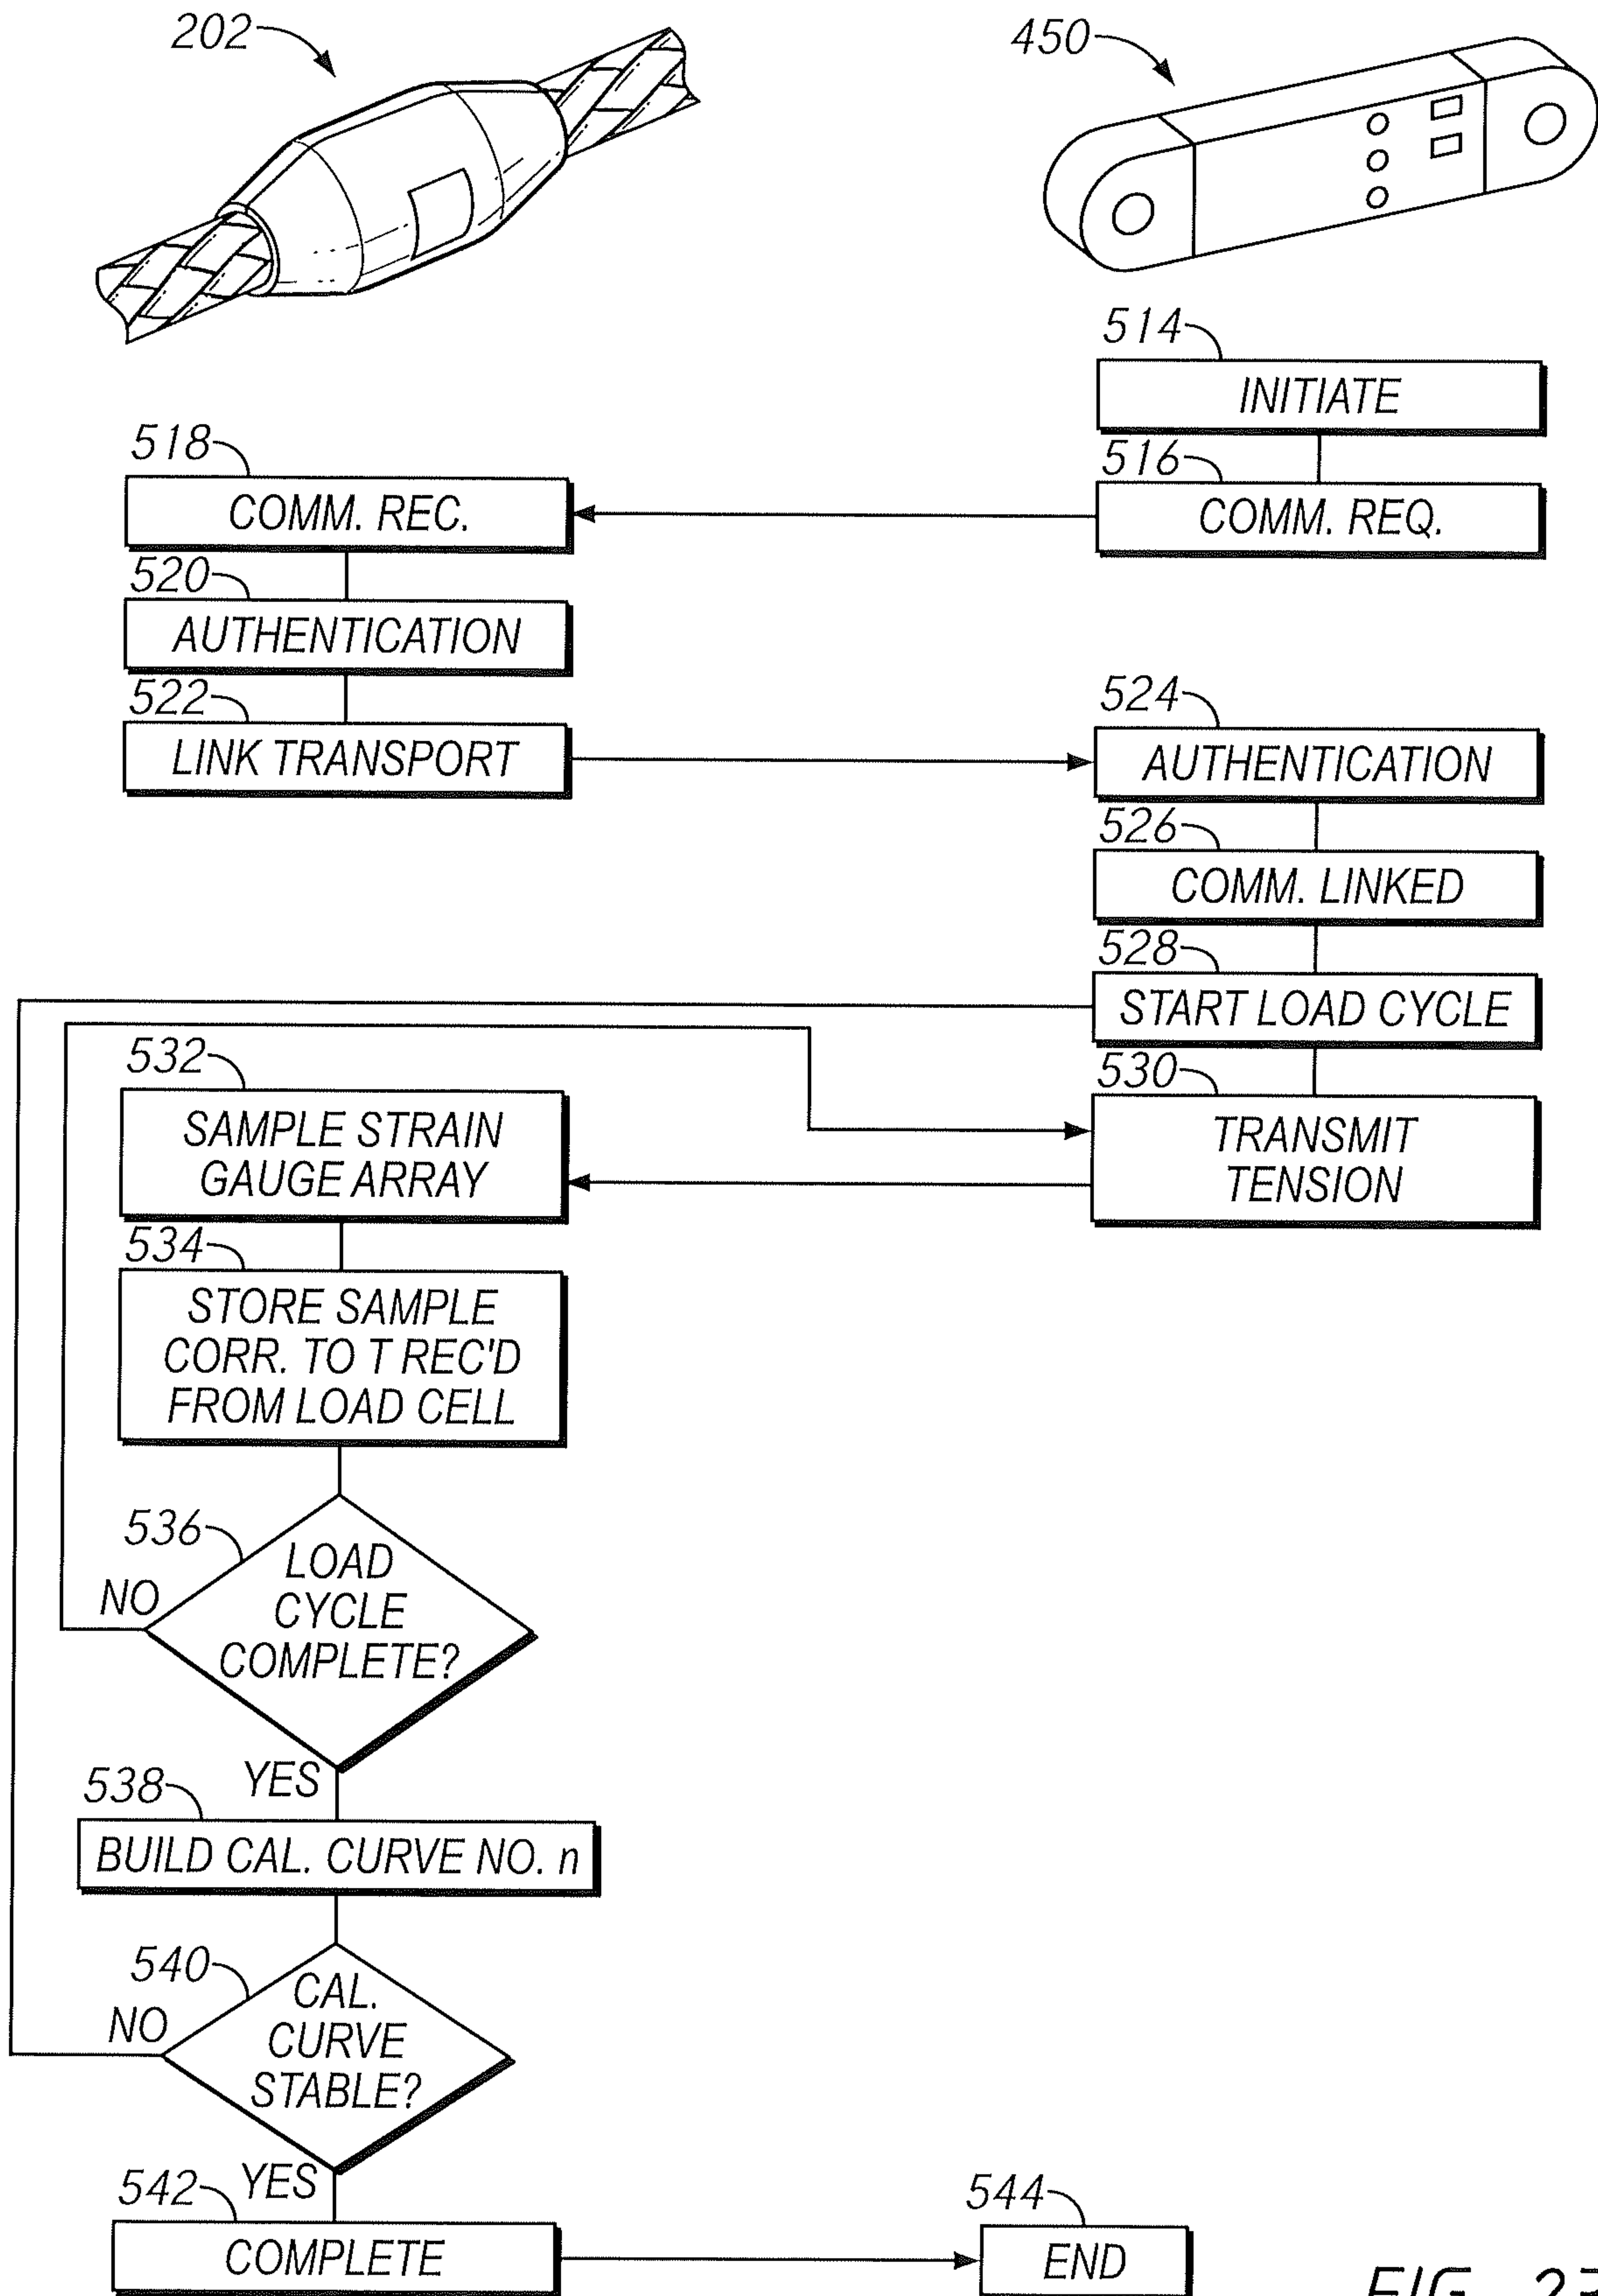 202
450
514
INITIATE
518
516
COMM. REC.
COMM. REQ.
520
AUTHENTICATION
522
524
LINK TRANSPORT
AUTHENTICATION
526
COMM. LINKED
528
START LOAD CYCLE
532
530
SAMPLE STRAIN
GAUGE ARRAY
TRANSMIT
TENSION
534
STORE SAMPLE
CORR. TO T REC'D
FROM LOAD CELL
536
LOAD
CYCLE
COMPLETE?
NO
YES
538
BUILD CAL. CURVE NO. n
540
CAL.
CURVE
STABLE?
NO
YES
542
544
COMPLETE
END
FIG.